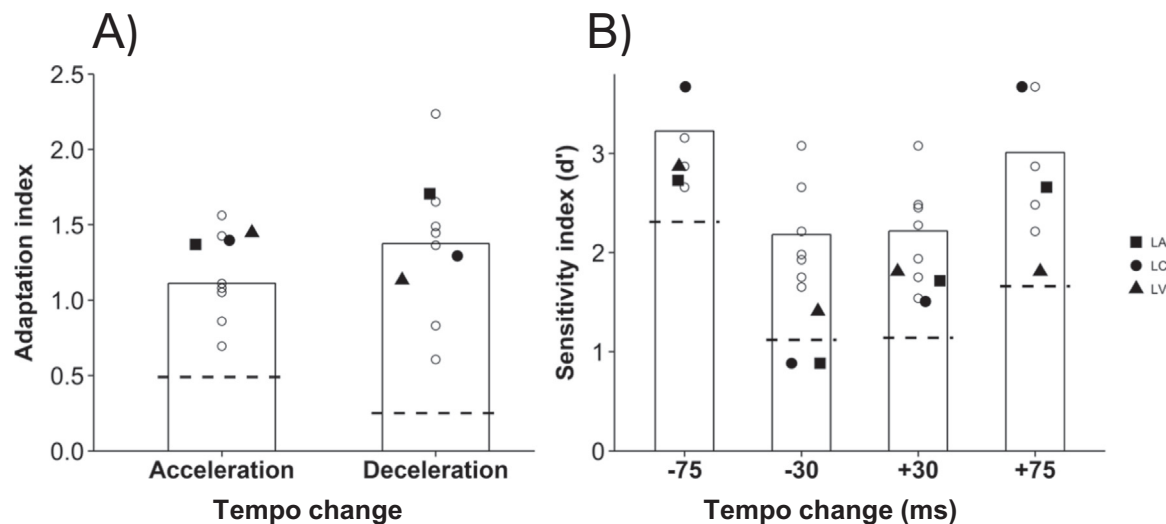 A)
2.5
2.0
1.5
1.0
0.5
0.0
Adaptation index
Acceleration Deceleration
Tempo change
B)
3
2
1
0
Sensitivity index (d')
-75 -30 +30 +75
Tempo change (ms)
LA
LC
LV